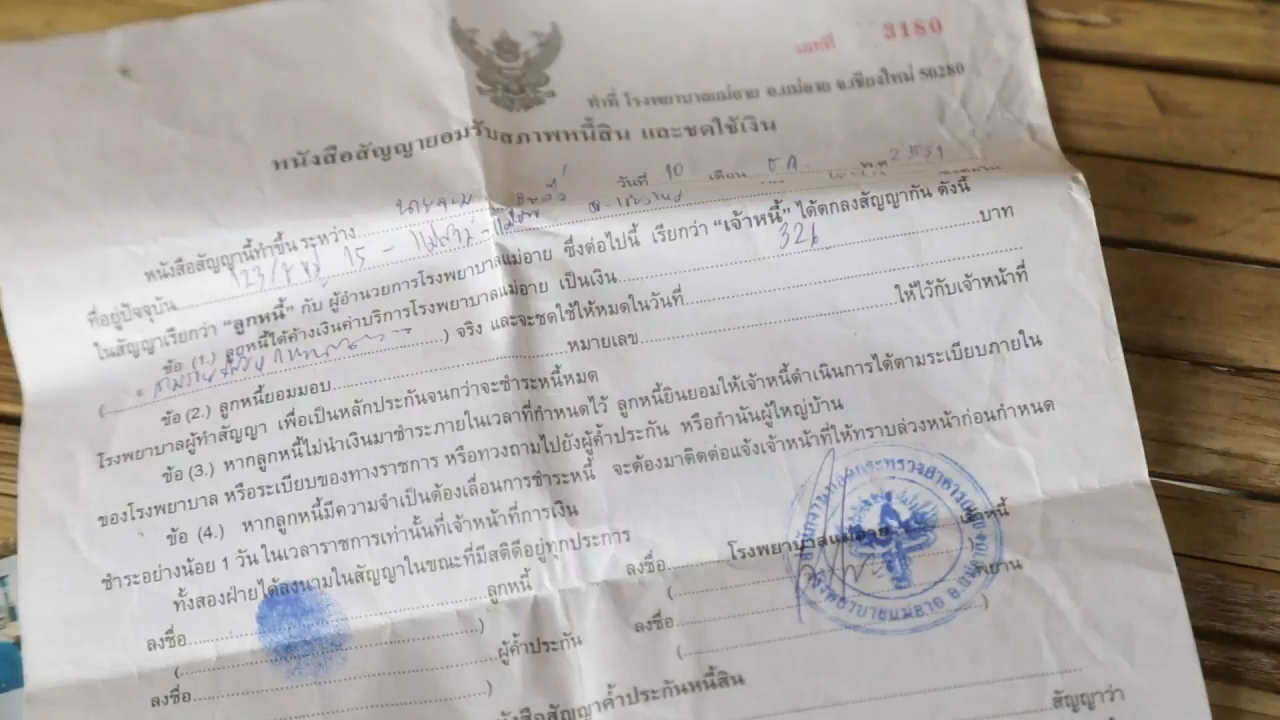 เลขที่ 3180
ทำที่ โรงพยาบาลแม่อาย อ.แม่อาย จ.เชียงใหม่ 50280
หนังสือสัญญายอมรับสภาพหนี้สิน และชดใช้เงิน
วันที่ 10 เดือน ธค. พ.ศ. 2551
หนังสือสัญญานี้ทำขึ้น ระหว่าง
ที่อยู่ปัจจุบัน 123/
ในสัญญาเรียกว่า “ลูกหนี้” กับ ผู้อำนวยการโรงพยาบาลแม่อาย ซึ่งต่อไปนี้ เรียกว่า “เจ้าหนี้” ได้ตกลงสัญญากัน ดังนี้
ข้อ (1.) ลูกหนี้ได้ค้างเงินค่าบริการโรงพยาบาลแม่อาย เป็นเงิน 326 บาท
( ) จริง และจะชดใช้ให้หมดในวันที่
ข้อ (2.) ลูกหนี้ยอมมอบ หมายเลข ให้ไว้กับเจ้าหน้าที่
โรงพยาบาลผู้ทำสัญญา เพื่อเป็นหลักประกันจนกว่าจะชำระหนี้หมด
ข้อ (3.) หากลูกหนี้ไม่นำเงินมาชำระภายในเวลาที่กำหนดไว้ ลูกหนี้ยินยอมให้เจ้าหนี้ดำเนินการได้ตามระเบียบภายใน
ของโรงพยาบาล หรือระเบียบของทางราชการ หรือทวงถามไปยังผู้ค้ำประกัน หรือกำนันผู้ใหญ่บ้าน
ข้อ (4.) หากลูกหนี้มีความจำเป็นต้องเลื่อนการชำระหนี้ จะต้องมาติดต่อแจ้งเจ้าหน้าที่ให้ทราบล่วงหน้าก่อนกำหนด
ชำระอย่างน้อย 1 วัน ในเวลาราชการเท่านั้นที่เจ้าหน้าที่การเงิน
ทั้งสองฝ่ายได้ลงนามในสัญญาในขณะที่มีสติดีอยู่ทุกประการ
ลงชื่อ ลูกหนี้ ลงชื่อ โรงพยาบาลแม่อาย เจ้าหนี้
( ) ( )
ลงชื่อ ผู้ค้ำประกัน ลงชื่อ พยาน
( ) ( )
หนังสือสัญญาค้ำประกันหนี้สิน
สัญญาว่า